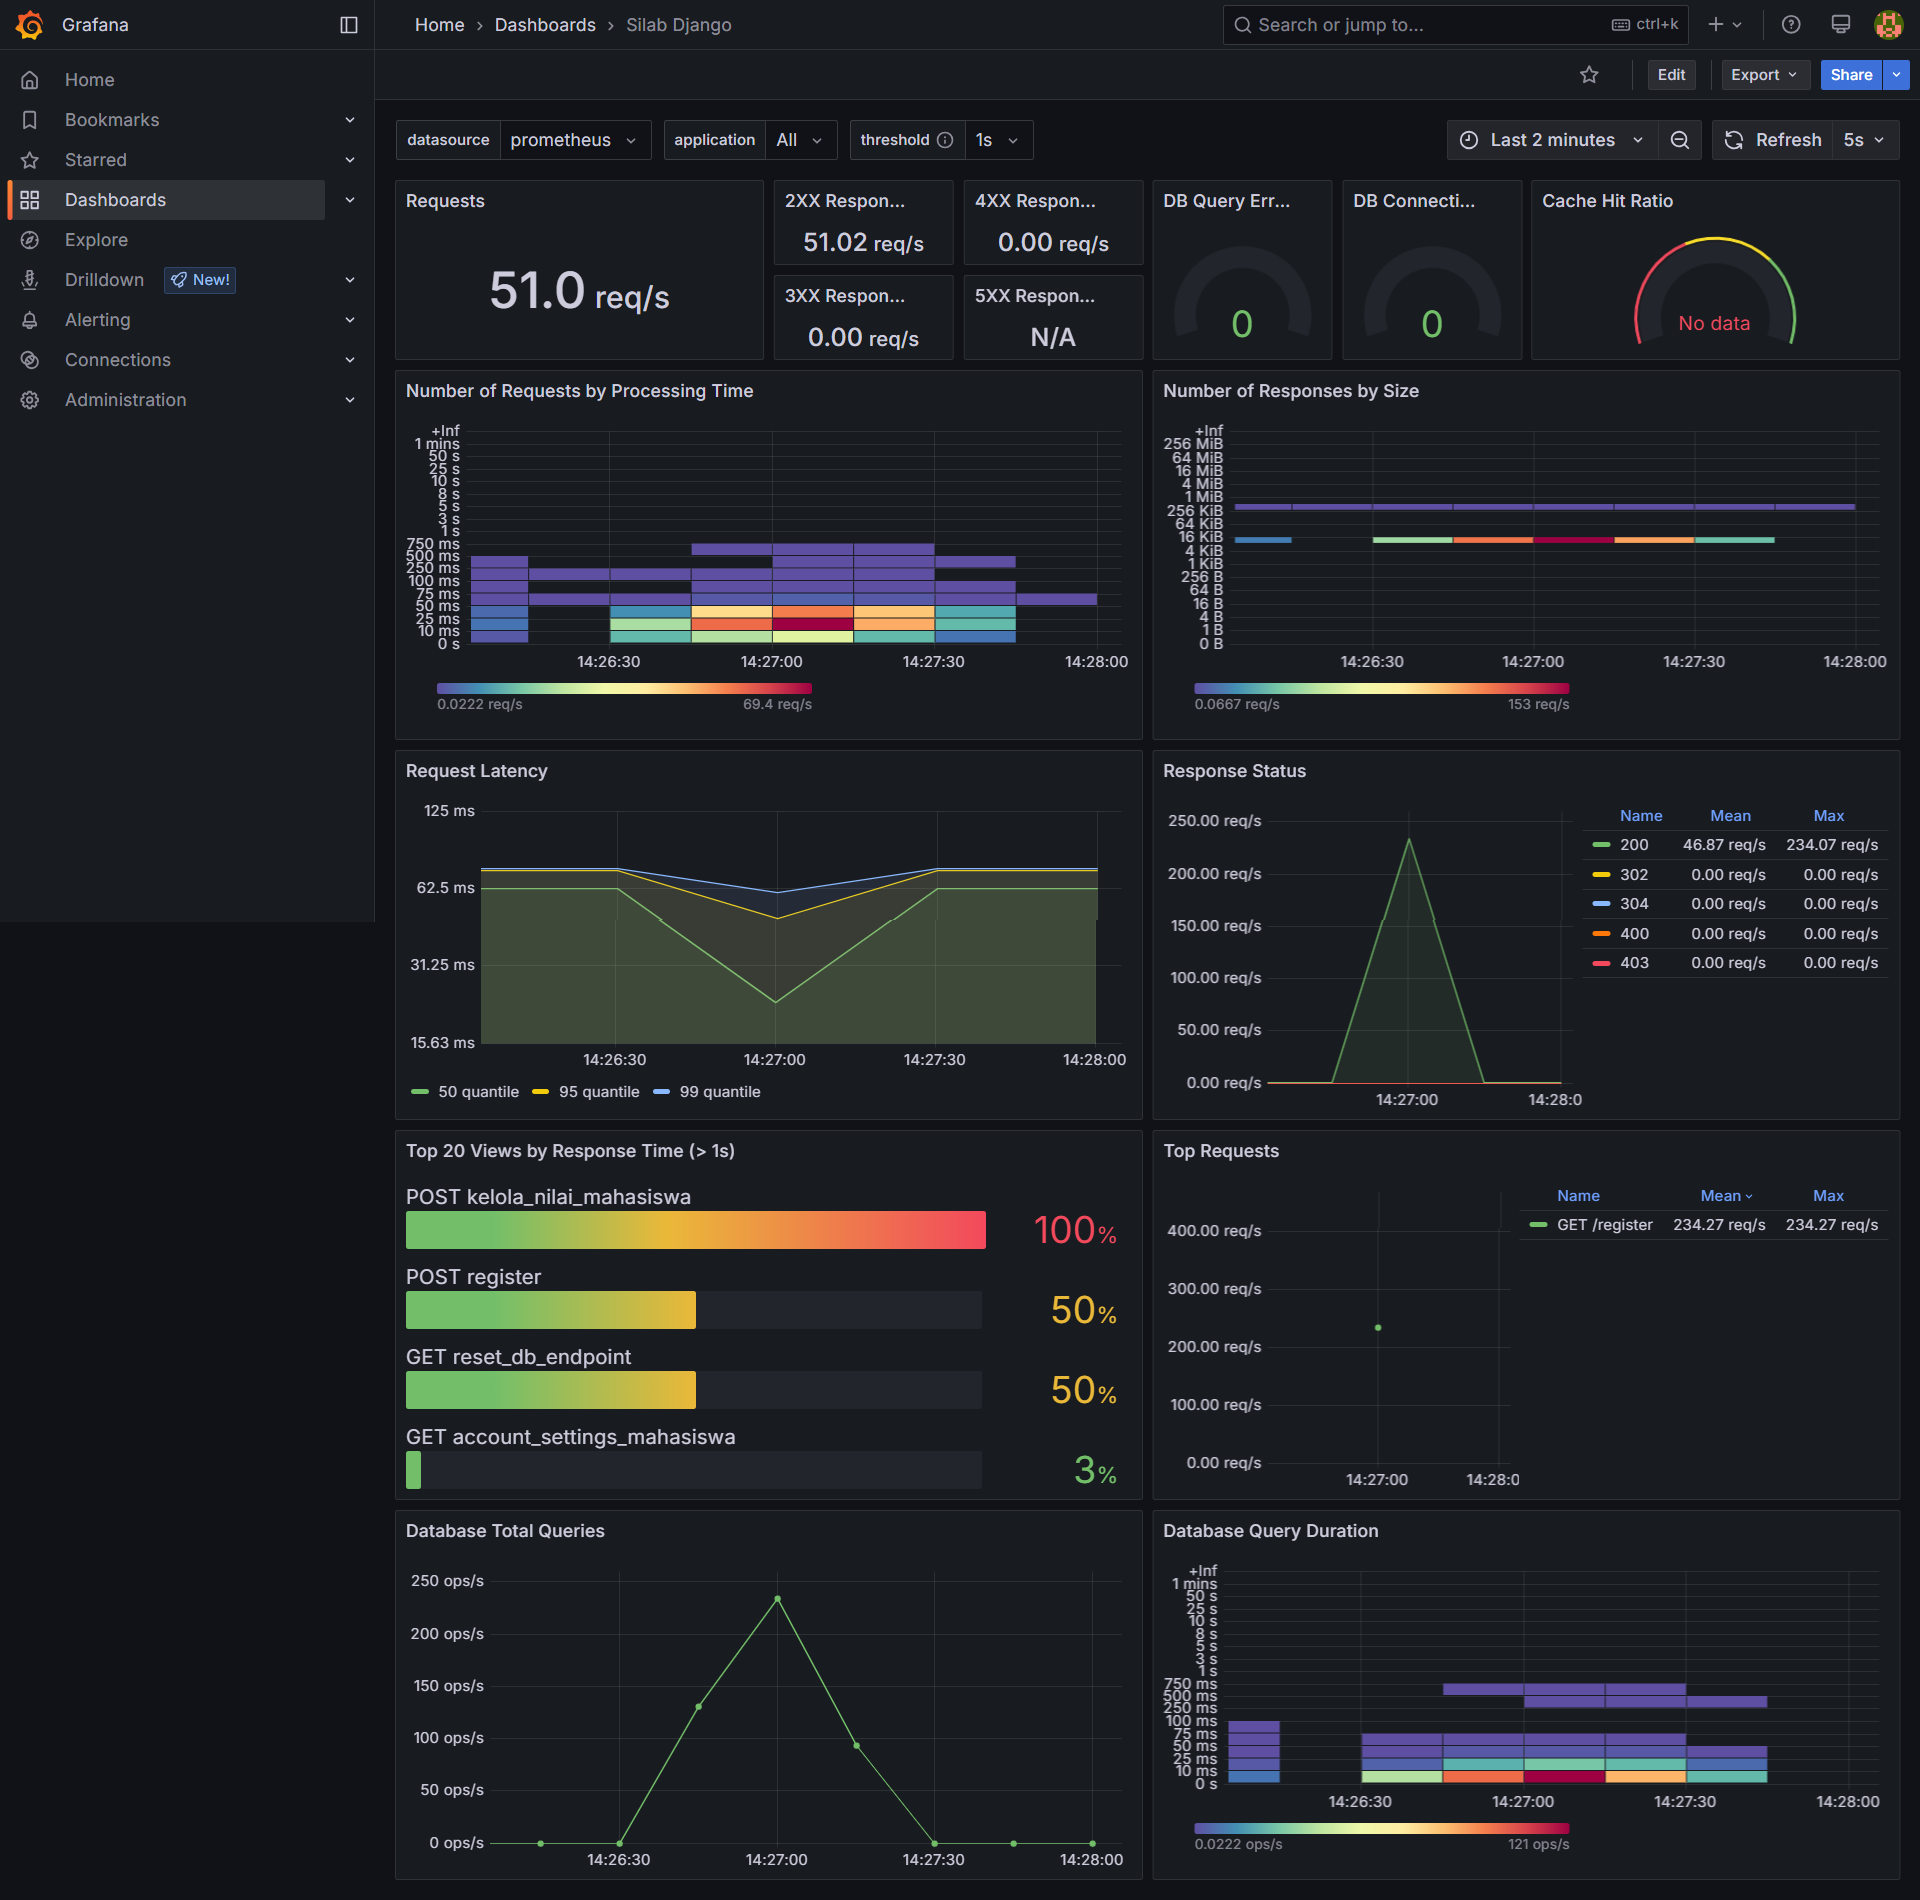 Grafana
Home › Dashboards › Silab Django
Search or jump to...
ctrl+k
Home
Bookmarks
Starred
Dashboards
Explore
Drilldown
New!
Alerting
Connections
Administration
Edit
Export
Share
datasource
prometheus
application
All
threshold
1s
Last 2 minutes
Refresh
5s
Requests
51.0 req/s
2XX Respon...
51.02 req/s
4XX Respon...
0.00 req/s
3XX Respon...
0.00 req/s
5XX Respon...
N/A
DB Query Err...
0
DB Connecti...
0
Cache Hit Ratio
No data
Number of Requests by Processing Time
+Inf
1 mins
50 s
25 s
10 s
8 s
5 s
3 s
1 s
750 ms
500 ms
250 ms
100 ms
75 ms
50 ms
25 ms
10 ms
0 s
14:26:30
14:27:00
14:27:30
14:28:00
0.0222 req/s
69.4 req/s
Number of Responses by Size
+Inf
256 MiB
64 MiB
16 MiB
4 MiB
1 MiB
256 KiB
64 KiB
16 KiB
4 KiB
1 KiB
256 B
64 B
16 B
4 B
1 B
0 B
14:26:30
14:27:00
14:27:30
14:28:00
0.0667 req/s
153 req/s
Request Latency
125 ms
62.5 ms
31.25 ms
15.63 ms
14:26:30
14:27:00
14:27:30
14:28:00
50 quantile
95 quantile
99 quantile
Response Status
250.00 req/s
200.00 req/s
150.00 req/s
100.00 req/s
50.00 req/s
0.00 req/s
14:27:00
14:28:0
Name Mean Max
200 46.87 req/s 234.07 req/s
302 0.00 req/s 0.00 req/s
304 0.00 req/s 0.00 req/s
400 0.00 req/s 0.00 req/s
403 0.00 req/s 0.00 req/s
Top 20 Views by Response Time (> 1s)
POST kelola_nilai_mahasiswa
100%
POST register
50%
GET reset_db_endpoint
50%
GET account_settings_mahasiswa
3%
Top Requests
400.00 req/s
300.00 req/s
200.00 req/s
100.00 req/s
0.00 req/s
14:27:00
14:28:0
Name Mean Max
GET /register 234.27 req/s 234.27 req/s
Database Total Queries
250 ops/s
200 ops/s
150 ops/s
100 ops/s
50 ops/s
0 ops/s
14:26:30
14:27:00
14:27:30
14:28:00
Database Query Duration
+Inf
1 mins
50 s
25 s
10 s
8 s
5 s
3 s
1 s
750 ms
500 ms
250 ms
100 ms
75 ms
50 ms
25 ms
10 ms
0 s
14:26:30
14:27:00
14:27:30
14:28:00
0.0222 ops/s
121 ops/s